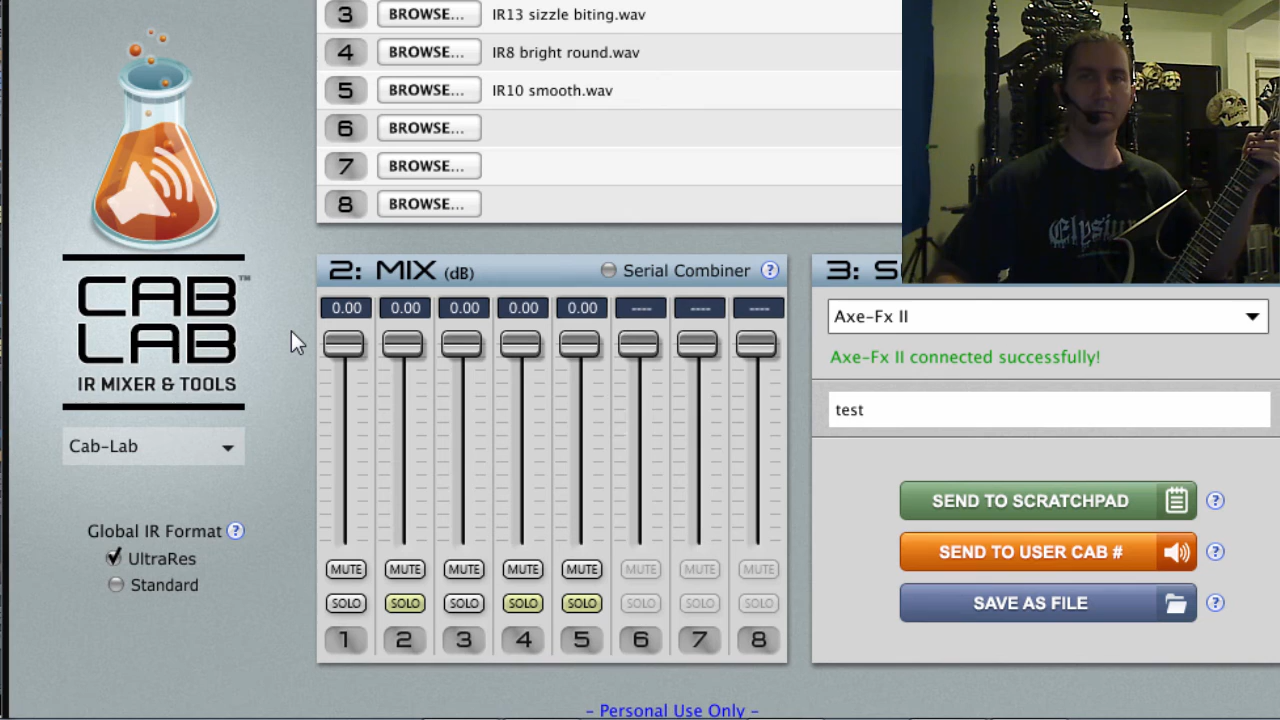 3 BROWSE... IR13 sizzle biting.wav
4 BROWSE... IR8 bright round.wav
5 BROWSE... IR10 smooth.wav
6 BROWSE...
7 BROWSE...
8 BROWSE...
CAB™
LAB
IR MIXER & TOOLS
Cab-Lab
Global IR Format ?
UltraRes
Standard
2: MIX (dB) Serial Combiner ?
0.00 0.00 0.00 0.00 0.00 ---- ---- ----
MUTE MUTE MUTE MUTE MUTE MUTE MUTE MUTE
SOLO SOLO SOLO SOLO SOLO SOLO SOLO SOLO
1 2 3 4 5 6 7 8
3: S
Axe-Fx II
Axe-Fx II connected successfully!
test
SEND TO SCRATCHPAD ?
SEND TO USER CAB # ?
SAVE AS FILE ?
- Personal Use Only -